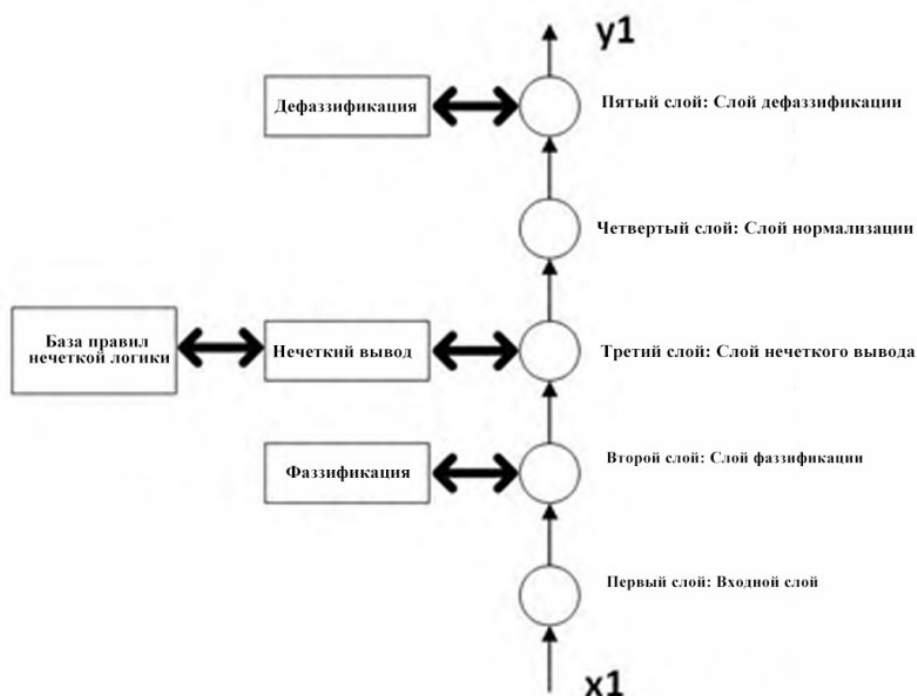 y1
Дефаззификация
Пятый слой: Слой дефаззификации
Четвертый слой: Слой нормализации
База правил
нечеткой логики
Нечеткий вывод
Третий слой: Слой нечеткого вывода
Фаззификация
Второй слой: Слой фаззификации
Первый слой: Входной слой
x1